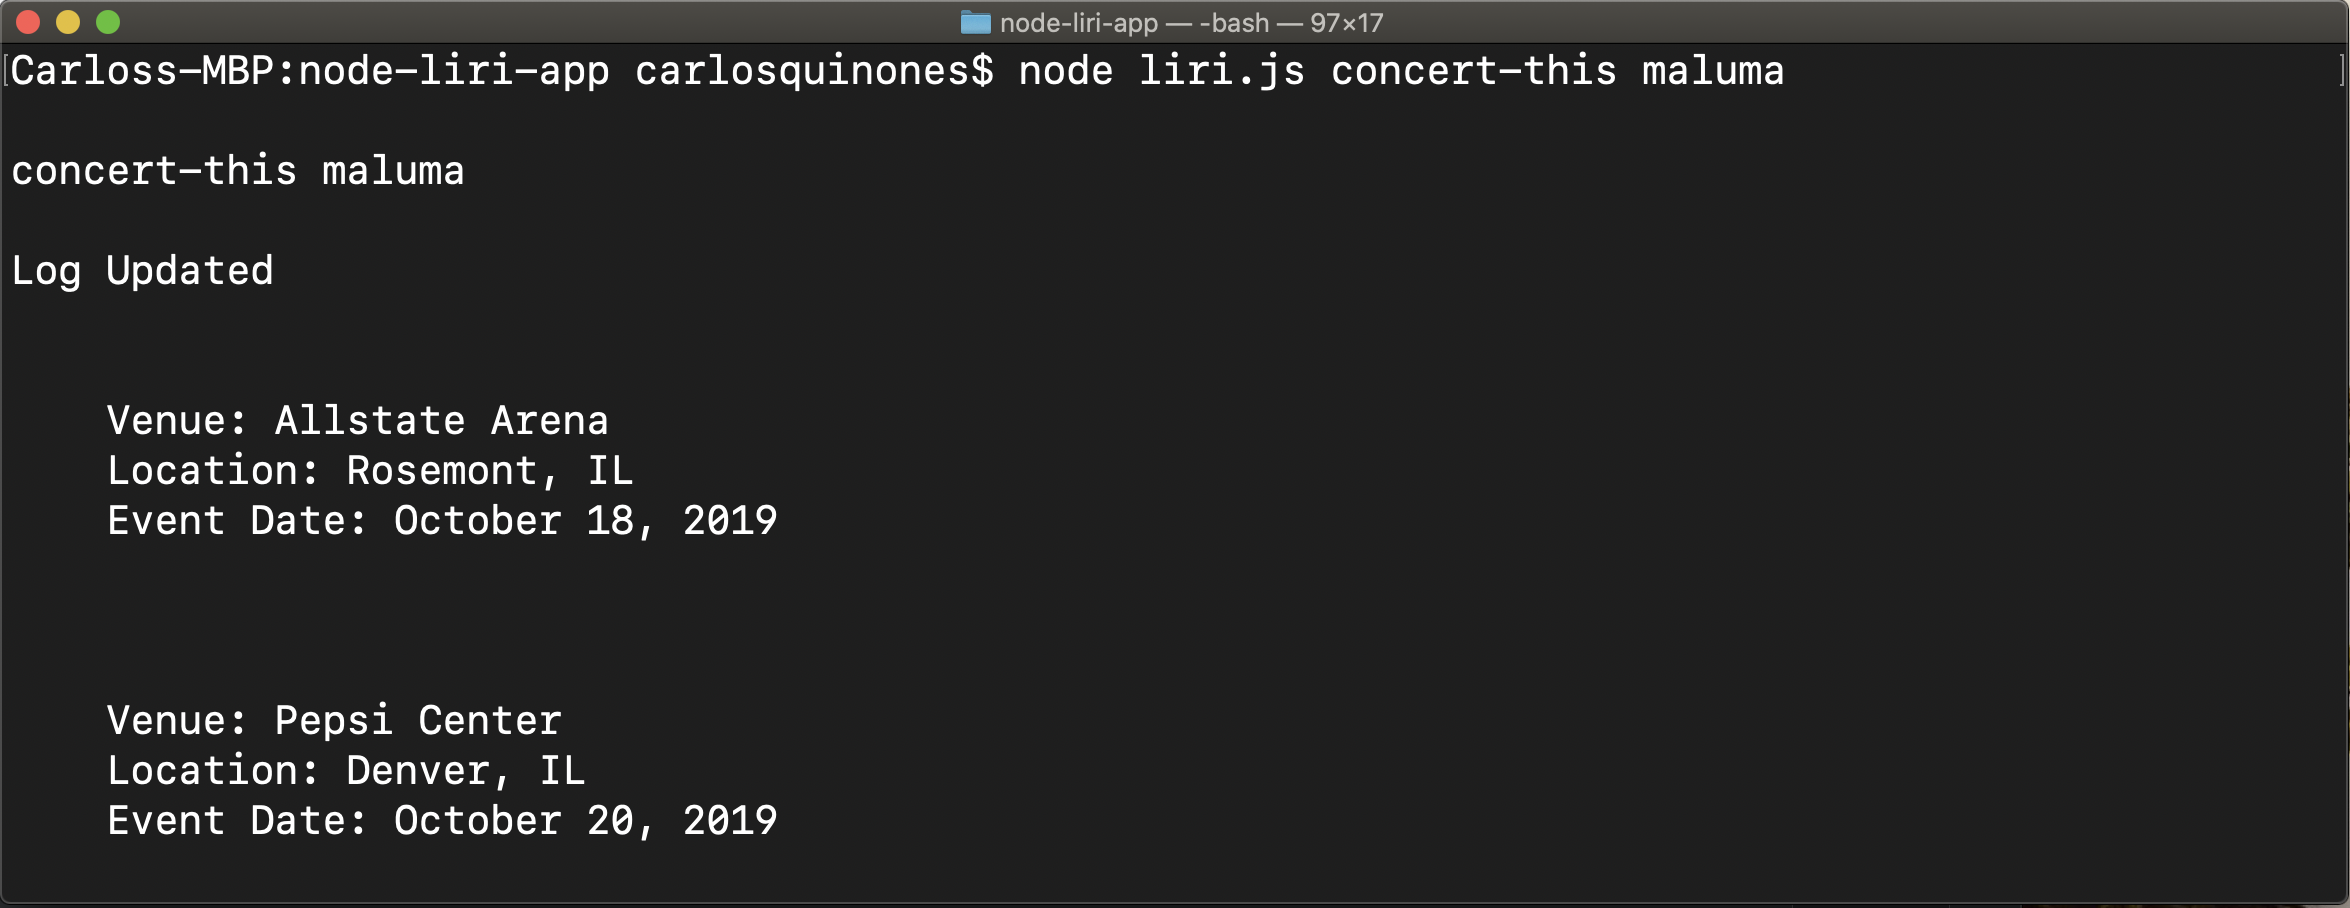 node-liri-app — -bash — 97×17
Carloss-MBP:node-liri-app carlosquinones$ node liri.js concert-this maluma
concert-this maluma
Log Updated
Venue: Allstate Arena
Location: Rosemont, IL
Event Date: October 18, 2019
Venue: Pepsi Center
Location: Denver, IL
Event Date: October 20, 2019